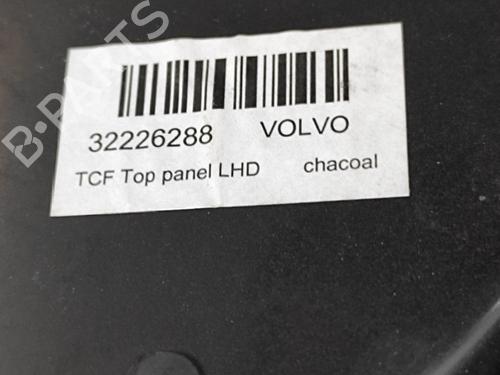 32226288 VOLVO
TCF Top panel LHD chacoal
B-PARTS